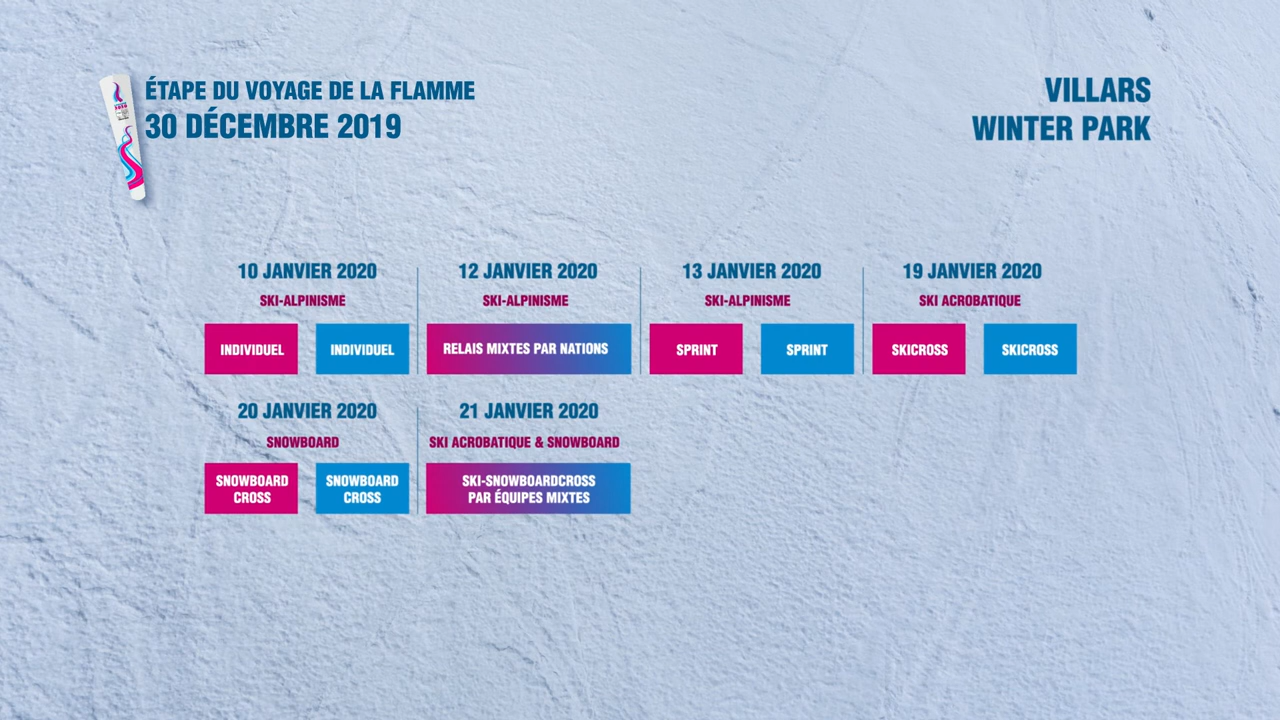 ÉTAPE DU VOYAGE DE LA FLAMME
30 DÉCEMBRE 2019
VILLARS
WINTER PARK
10 JANVIER 2020
SKI-ALPINISME
INDIVIDUEL
INDIVIDUEL
12 JANVIER 2020
SKI-ALPINISME
RELAIS MIXTES PAR NATIONS
13 JANVIER 2020
SKI-ALPINISME
SPRINT
SPRINT
19 JANVIER 2020
SKI ACROBATIQUE
SKICROSS
SKICROSS
20 JANVIER 2020
SNOWBOARD
SNOWBOARD
CROSS
SNOWBOARD
CROSS
21 JANVIER 2020
SKI ACROBATIQUE & SNOWBOARD
SKI-SNOWBOARDCROSS
PAR ÉQUIPES MIXTES